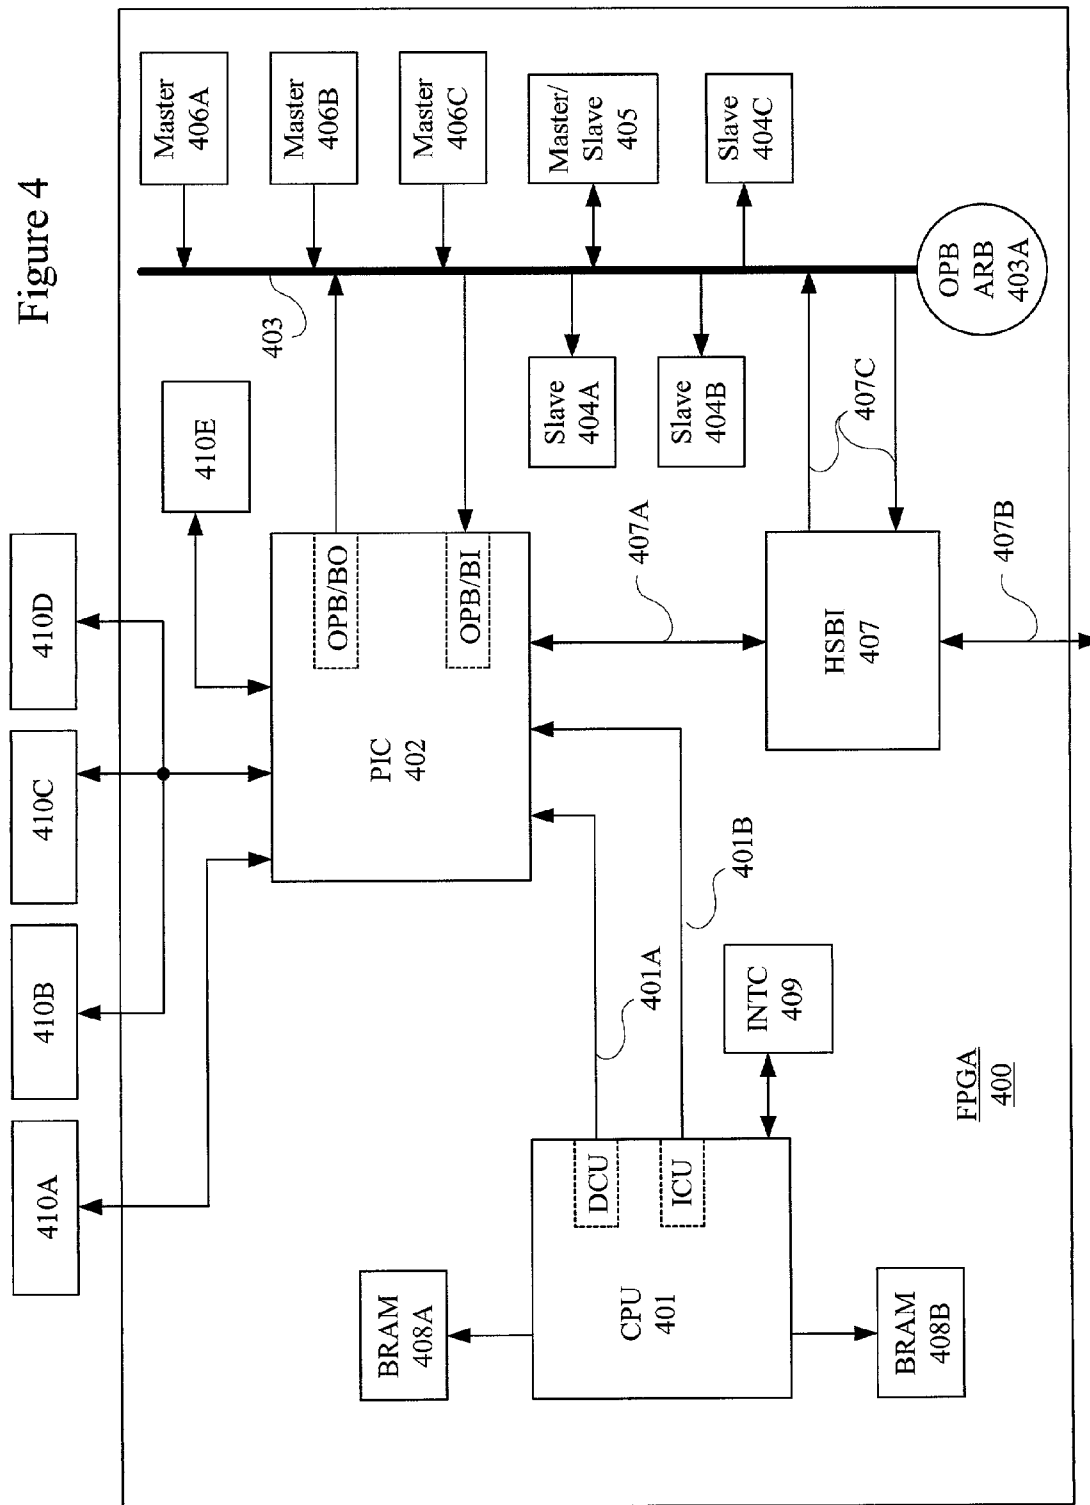 Figure 4
410A
410B
410C
410D
410E
403
Master
406A
Master
406B
Master
406C
Master/
Slave
405
Slave
404C
OPB
ARB
403A
Slave
404A
Slave
404B
OPB/BO
OPB/BI
PIC
402
407A
407C
HSBI
407
407B
401A
401B
BRAM
408A
DCU
ICU
CPU
401
INTC
409
BRAM
408B
FPGA
400